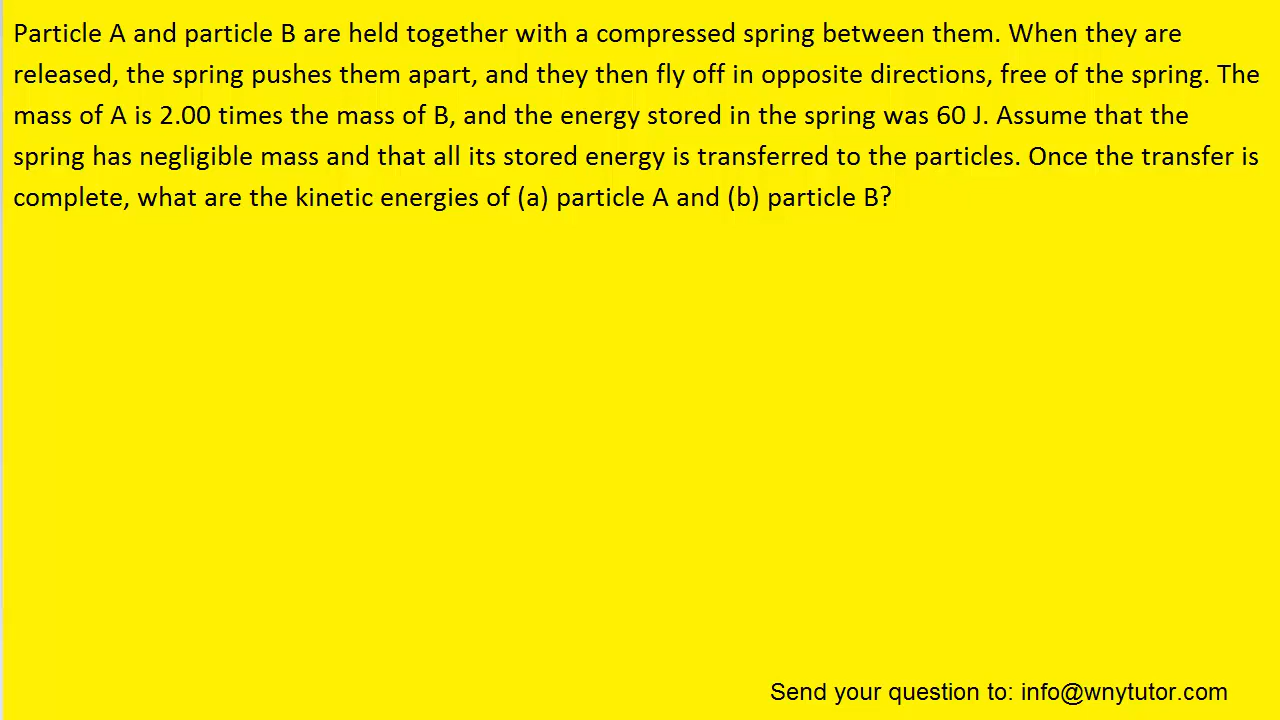 Particle A and particle B are held together with a compressed spring between them. When they are
released, the spring pushes them apart, and they then fly off in opposite directions, free of the spring. The
mass of A is 2.00 times the mass of B, and the energy stored in the spring was 60 J. Assume that the
spring has negligible mass and that all its stored energy is transferred to the particles. Once the transfer is
complete, what are the kinetic energies of (a) particle A and (b) particle B?
Send your question to: info@wnytutor.com